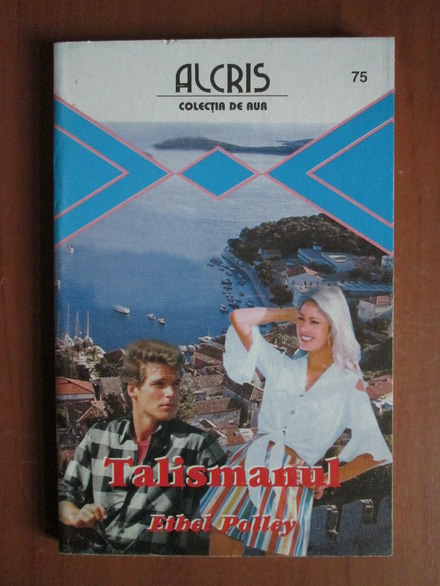 ALCRIS
COLECȚIA DE AUR
75
Talismanul
Ethel Polley